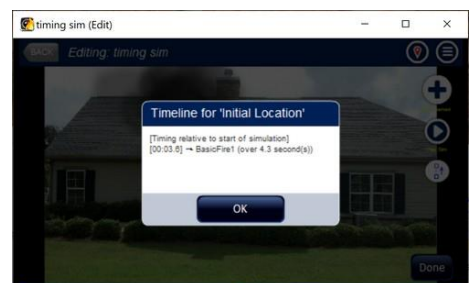 timing sim (Edit)
BACK
Editing: timing sim
Timeline for 'Initial Location'
[Timing relative to start of simulation]
[00:03.6] → BasicFire1 (over 4.3 second(s))
OK
Done